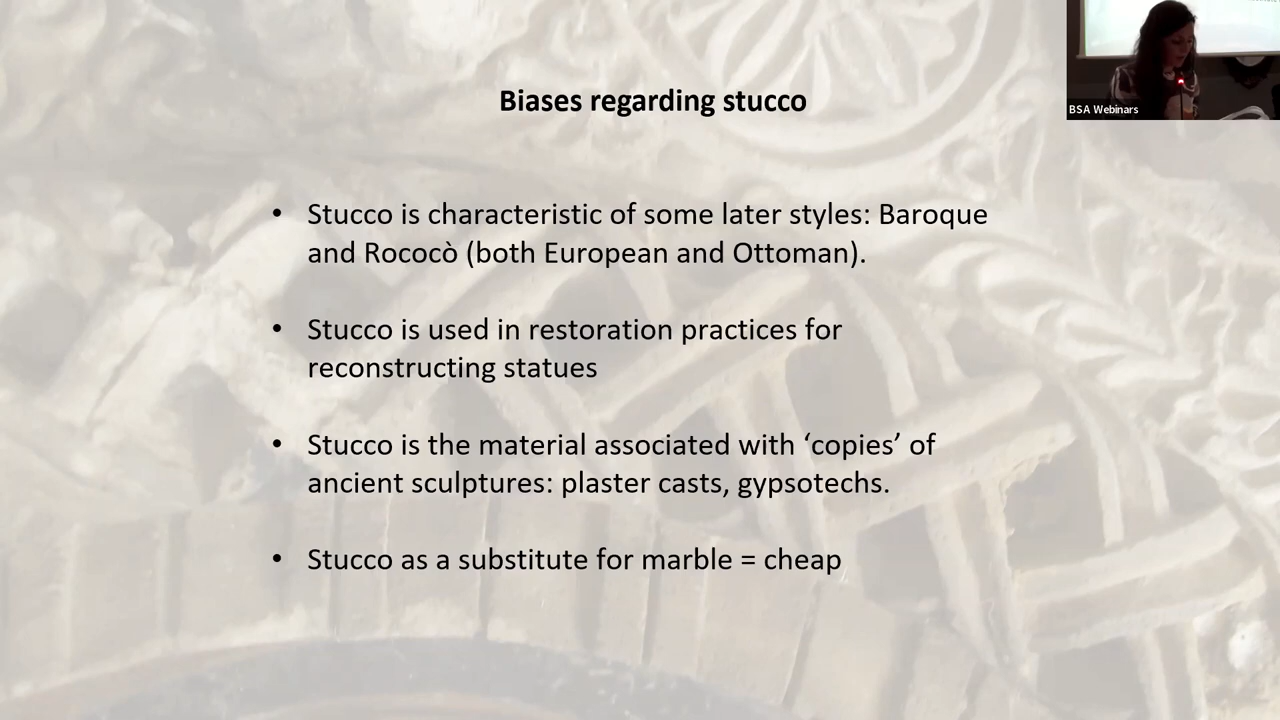 Biases regarding stucco
BSA Webinars
• Stucco is characteristic of some later styles: Baroque
and Rococò (both European and Ottoman).
• Stucco is used in restoration practices for
reconstructing statues
• Stucco is the material associated with ‘copies’ of
ancient sculptures: plaster casts, gypsotechs.
• Stucco as a substitute for marble = cheap